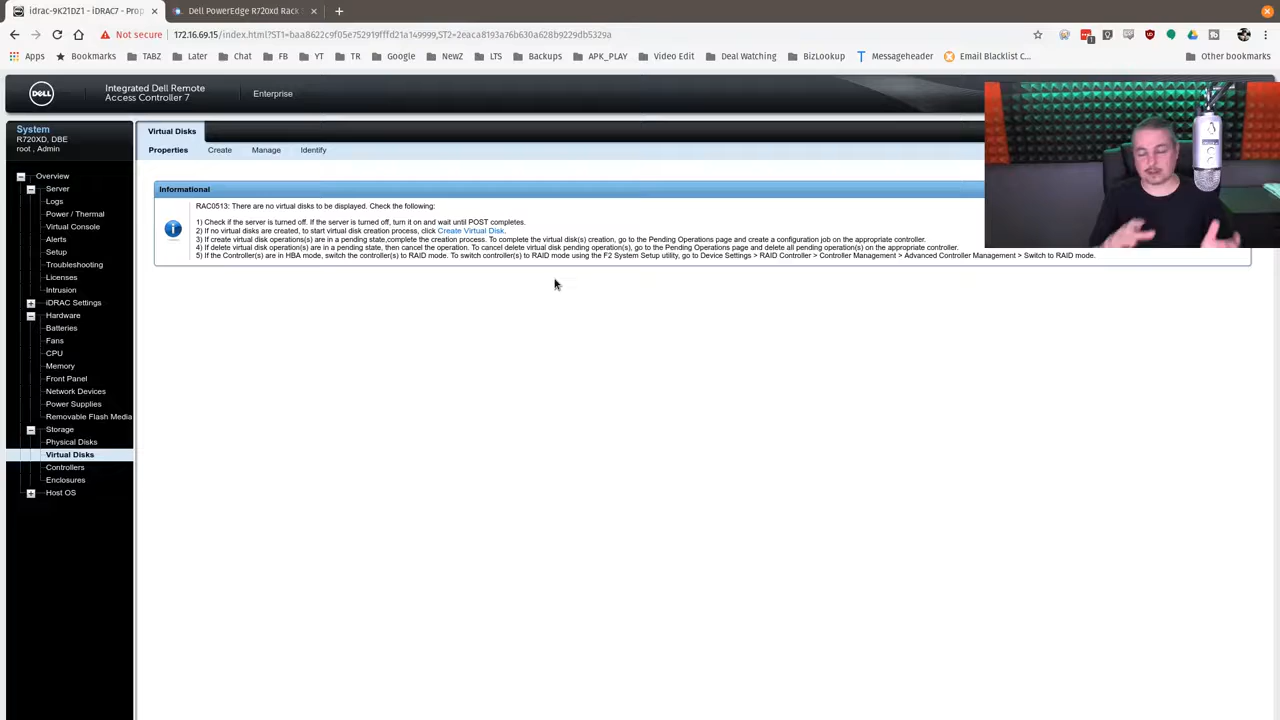 idrac-9K21DZ1 - iDRAC7 - Prop
Dell PowerEdge R720xd Rack S
Not secure
172.16.69.15/index.html?ST1=baa8622c9f05e752919fffd21a149999,ST2=2eaca8193a76b630a628b9229db5329a
Apps
Bookmarks
TABZ
Later
Chat
FB
YT
TR
Google
NewZ
LTS
Backups
APK_PLAY
Video Edit
Deal Watching
BizLookup
Messageheader
Email Blacklist C...
Other bookmarks
DELL
Integrated Dell Remote
Access Controller 7
Enterprise
System
R720XD, DBE
root , Admin
Overview
Server
Logs
Power / Thermal
Virtual Console
Alerts
Setup
Troubleshooting
Licenses
Intrusion
iDRAC Settings
Hardware
Batteries
Fans
CPU
Memory
Front Panel
Network Devices
Power Supplies
Removable Flash Media
Storage
Physical Disks
Virtual Disks
Controllers
Enclosures
Host OS
Virtual Disks
Properties
Create
Manage
Identify
Informational
RAC0513: There are no virtual disks to be displayed. Check the following:
1) Check if the server is turned off. If the server is turned off, turn it on and wait until POST completes.
2) If no virtual disks are created, to start virtual disk creation process, click Create Virtual Disk.
3) If create virtual disk operations(s) are in a pending state,complete the creation process. To complete the virtual disk(s) creation, go to the Pending Operations page and create a configuration job on the appropriate controller.
4) If delete virtual disk operation(s) are in a pending state, then cancel the operation. To cancel delete virtual disk pending operation(s), go to the Pending Operations page and delete all pending operation(s) on the appropriate controller.
5) If the Controller(s) are in HBA mode, switch the controller(s) to RAID mode. To switch controller(s) to RAID mode using the F2 System Setup utility, go to Device Settings > RAID Controller > Controller Management > Advanced Controller Management > Switch to RAID mode.